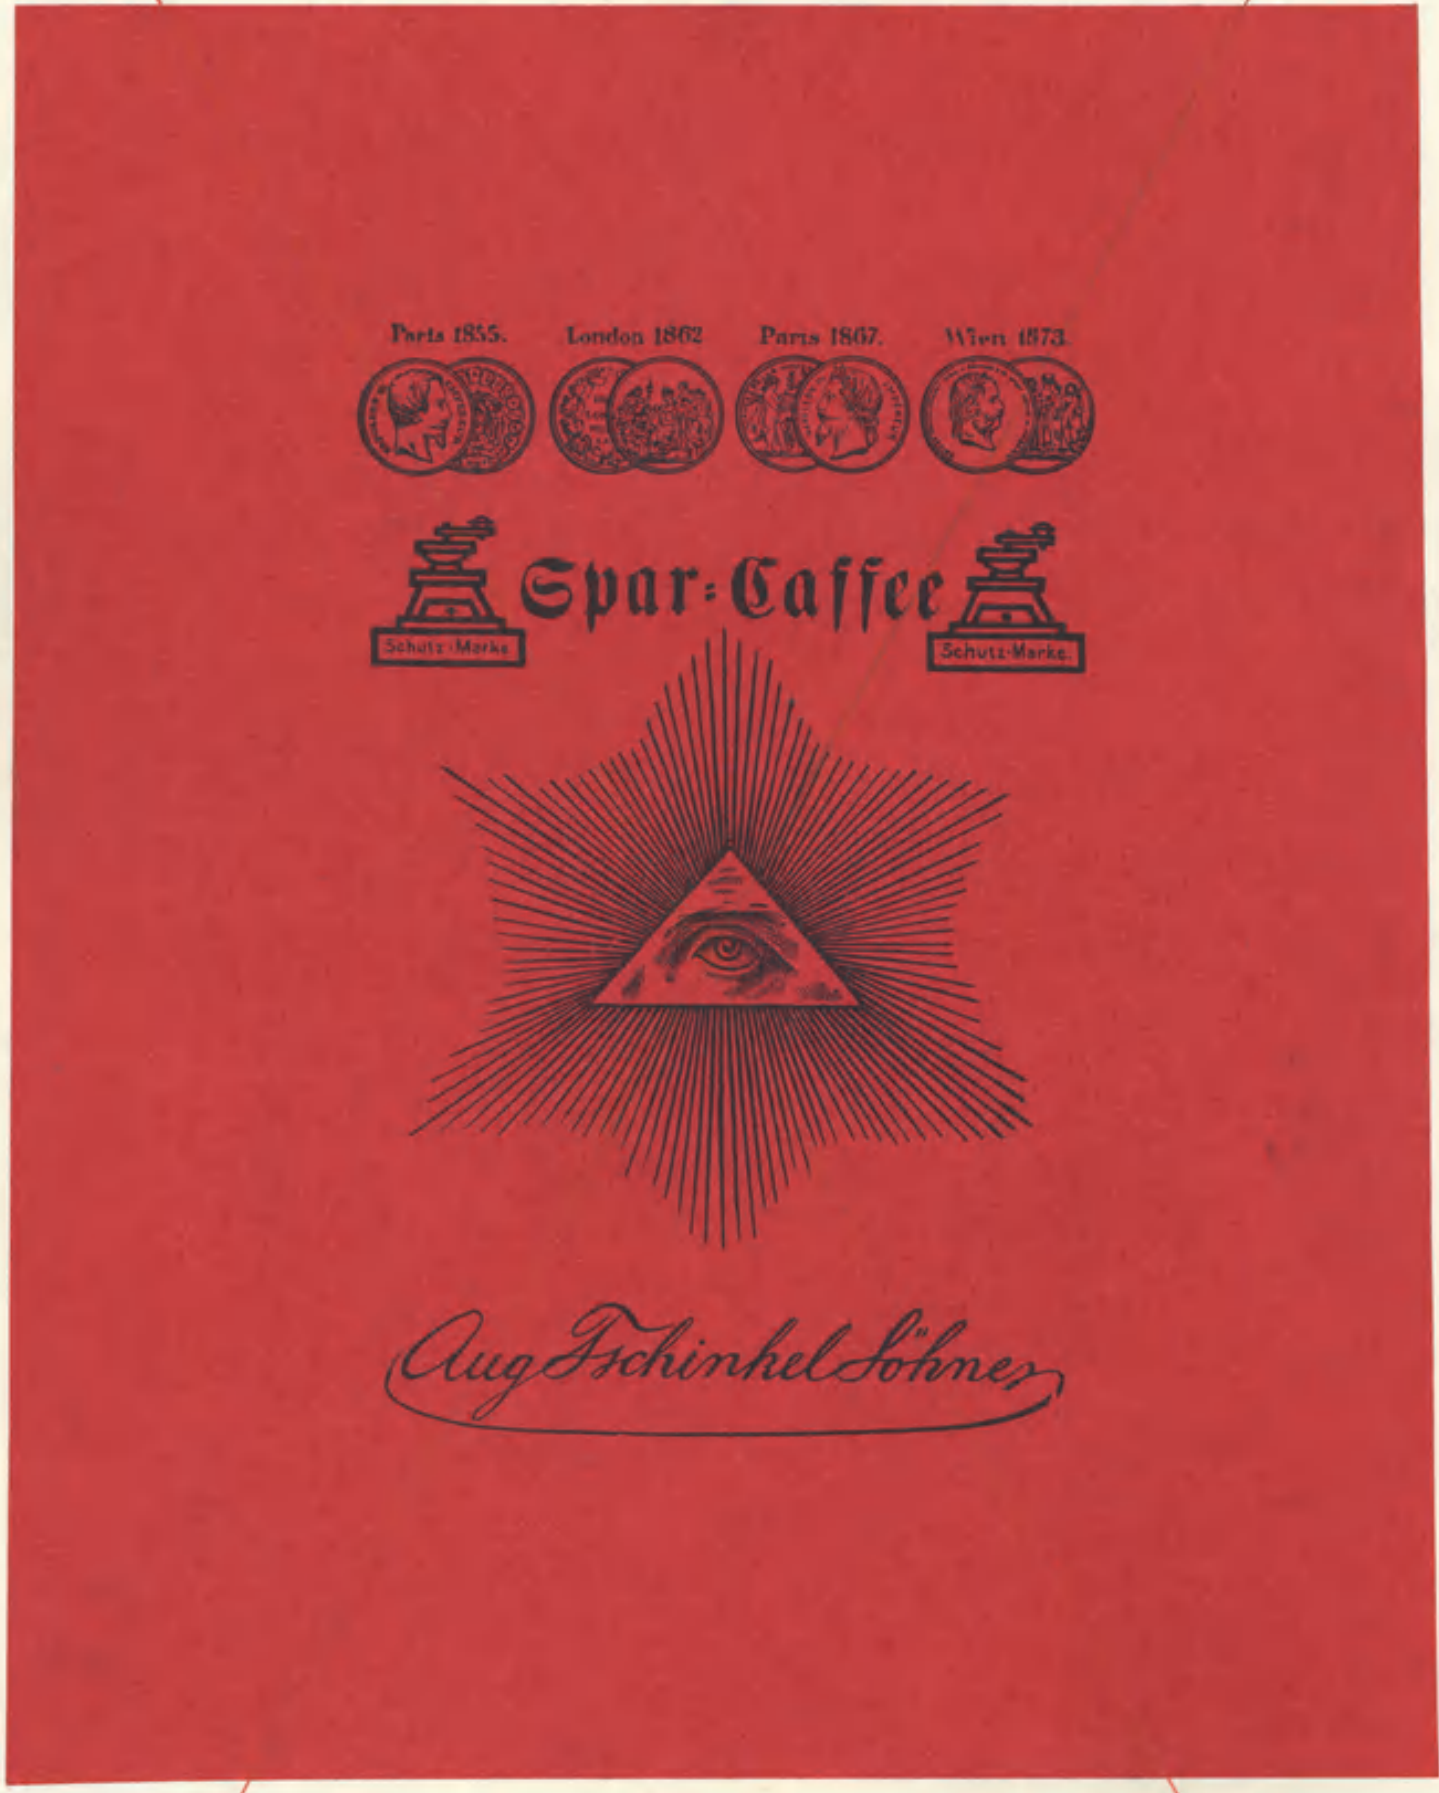 Paris 1855. London 1862 Paris 1867. Wien 1873.
Spar-Caffee
Schutz-Marke. Schutz-Marke.
Aug Tschinkel Söhne